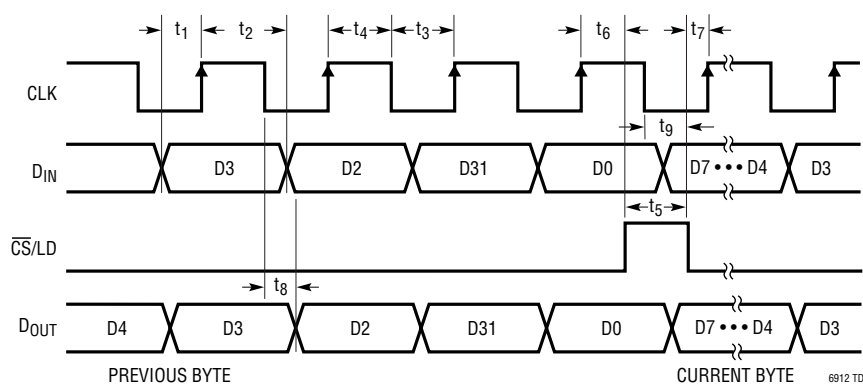 t1 t2 t4 t3 t6 t7
CLK
t9
DIN D3 D2 D31 D0 D7 ••• D4 D3
t5
CS/LD
t8
DOUT D4 D3 D2 D31 D0 D7 ••• D4 D3
PREVIOUS BYTE CURRENT BYTE 6912 TD